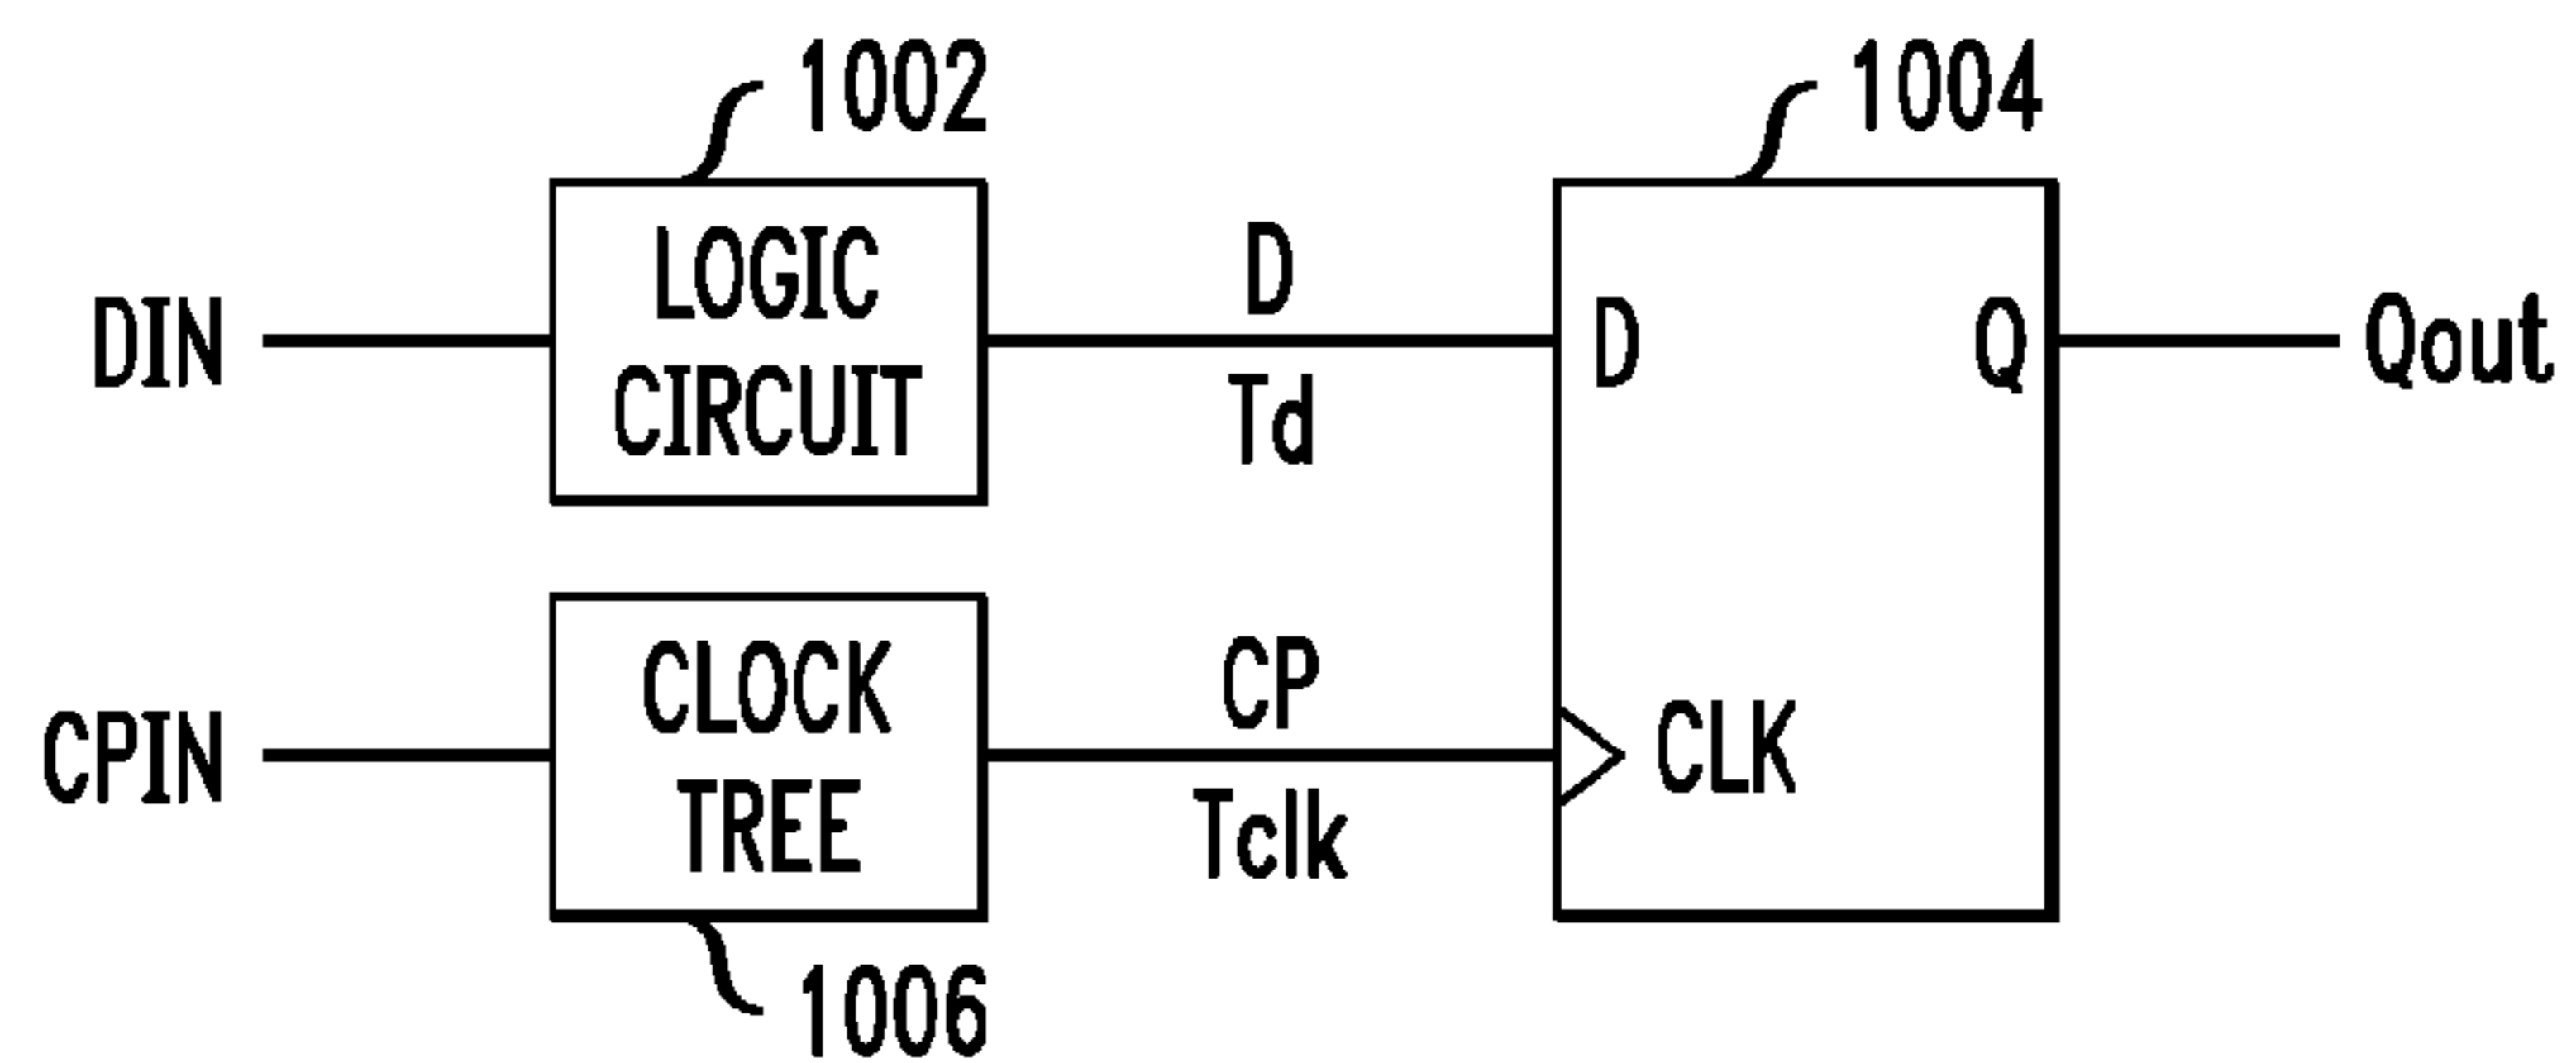 1002
1004
DIN
LOGIC
CIRCUIT
D
Td
D
Q
Qout
CPIN
CLOCK
TREE
CP
Tclk
CLK
1006